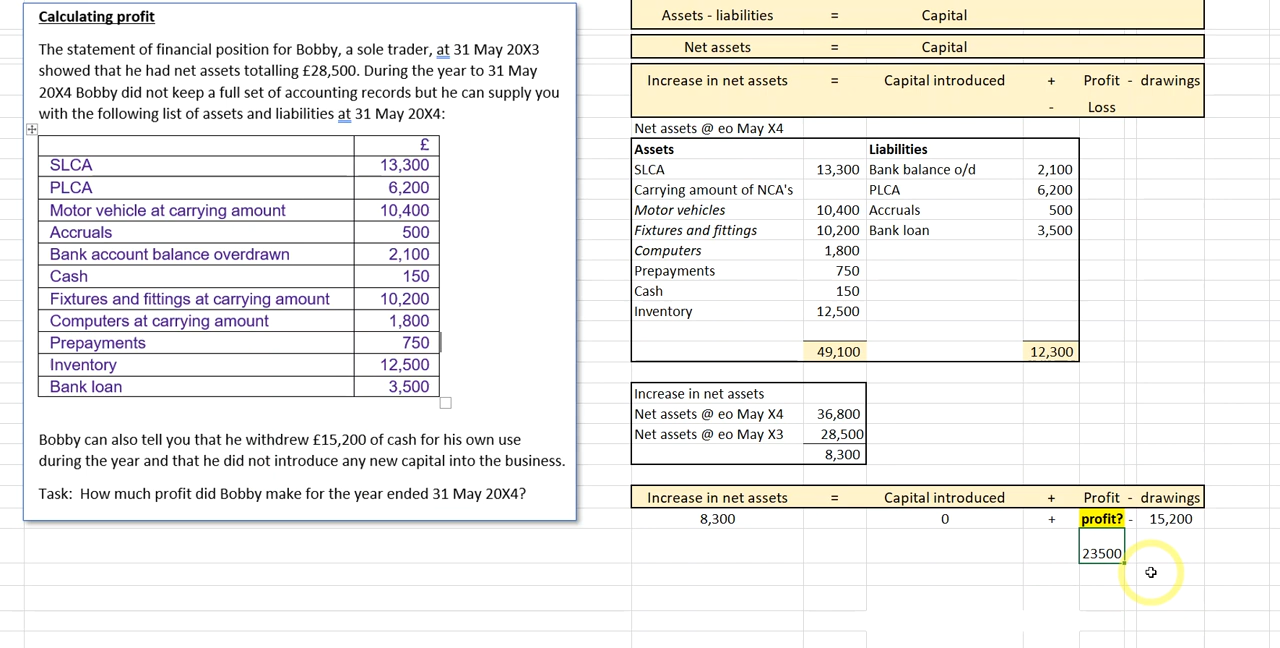 Calculating profit
The statement of financial position for Bobby, a sole trader, at 31 May 20X3
showed that he had net assets totalling £28,500. During the year to 31 May
20X4 Bobby did not keep a full set of accounting records but he can supply you
with the following list of assets and liabilities at 31 May 20X4:
£
SLCA 13,300
PLCA 6,200
Motor vehicle at carrying amount 10,400
Accruals 500
Bank account balance overdrawn 2,100
Cash 150
Fixtures and fittings at carrying amount 10,200
Computers at carrying amount 1,800
Prepayments 750
Inventory 12,500
Bank loan 3,500
Bobby can also tell you that he withdrew £15,200 of cash for his own use
during the year and that he did not introduce any new capital into the business.
Task: How much profit did Bobby make for the year ended 31 May 20X4?
Assets - liabilities = Capital
Net assets = Capital
Increase in net assets = Capital introduced + Profit - drawings
- Loss
Net assets @ eo May X4
Assets Liabilities
SLCA 13,300 Bank balance o/d 2,100
Carrying amount of NCA's PLCA 6,200
Motor vehicles 10,400 Accruals 500
Fixtures and fittings 10,200 Bank loan 3,500
Computers 1,800
Prepayments 750
Cash 150
Inventory 12,500
49,100 12,300
Increase in net assets
Net assets @ eo May X4 36,800
Net assets @ eo May X3 28,500
8,300
Increase in net assets = Capital introduced + Profit - drawings
8,300 0 + profit? - 15,200
23500